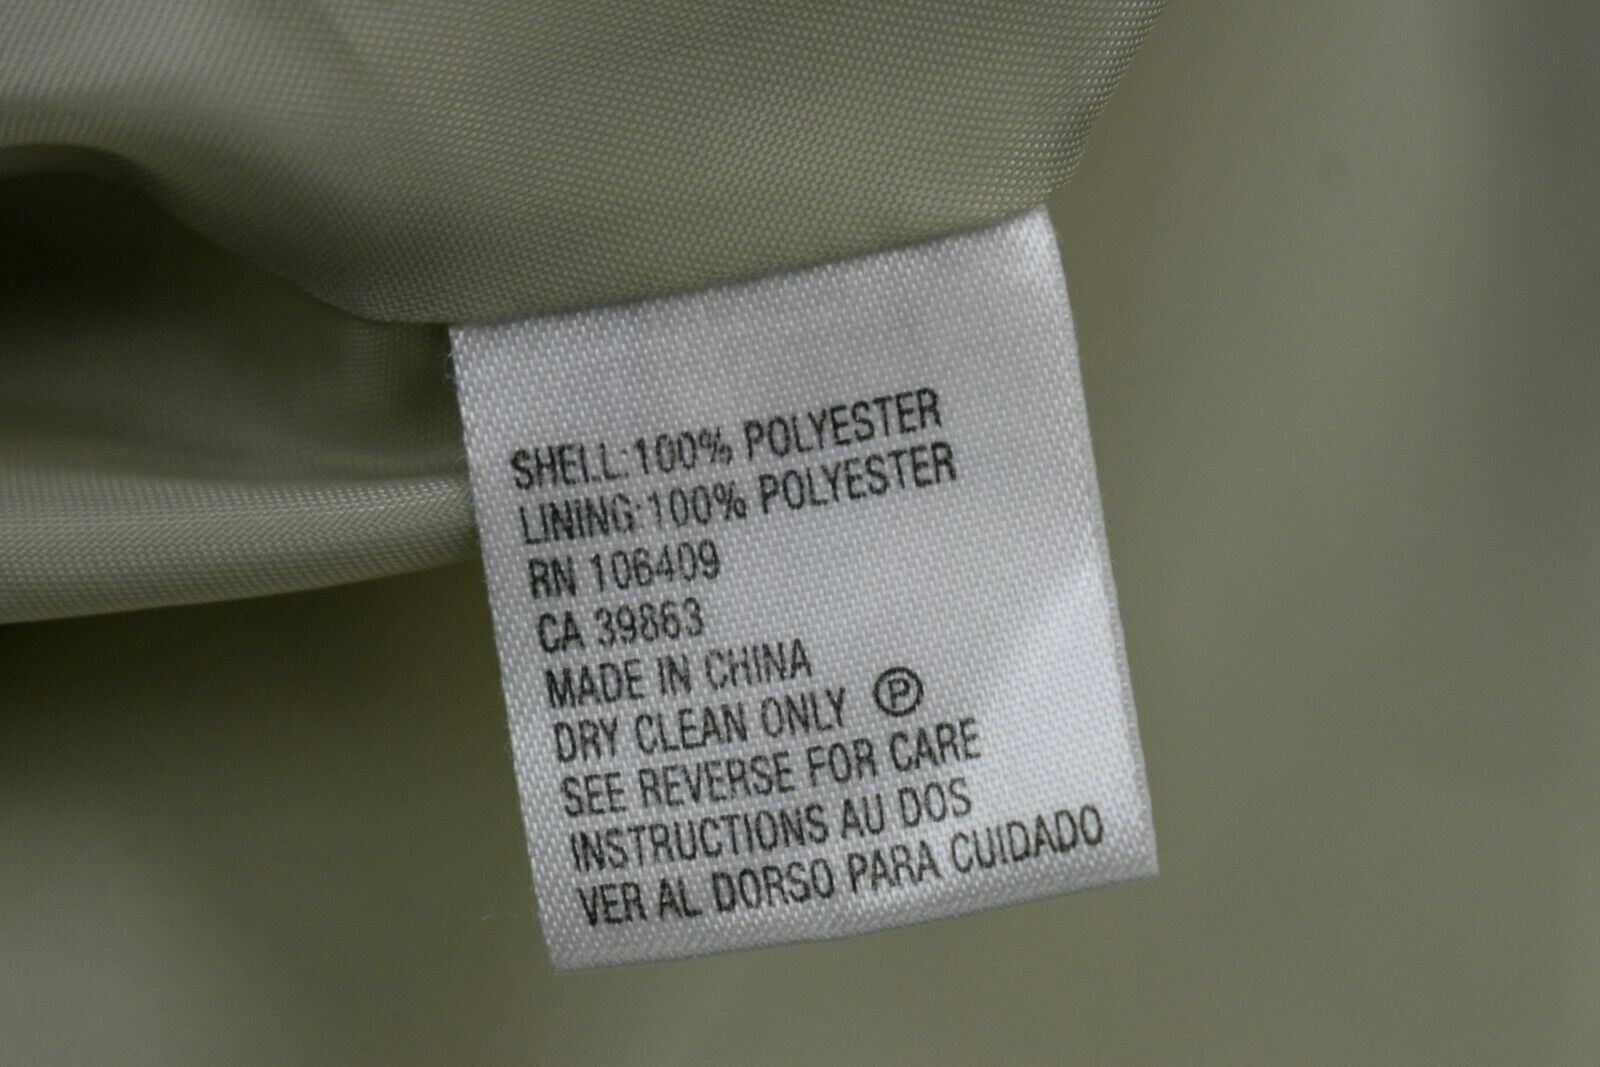 SHELL:100% POLYESTER
LINING:100% POLYESTER
RN 106409
CA 39863
MADE IN CHINA
DRY CLEAN ONLY Ⓟ
SEE REVERSE FOR CARE
INSTRUCTIONS AU DOS
VER AL DORSO PARA CUIDADO